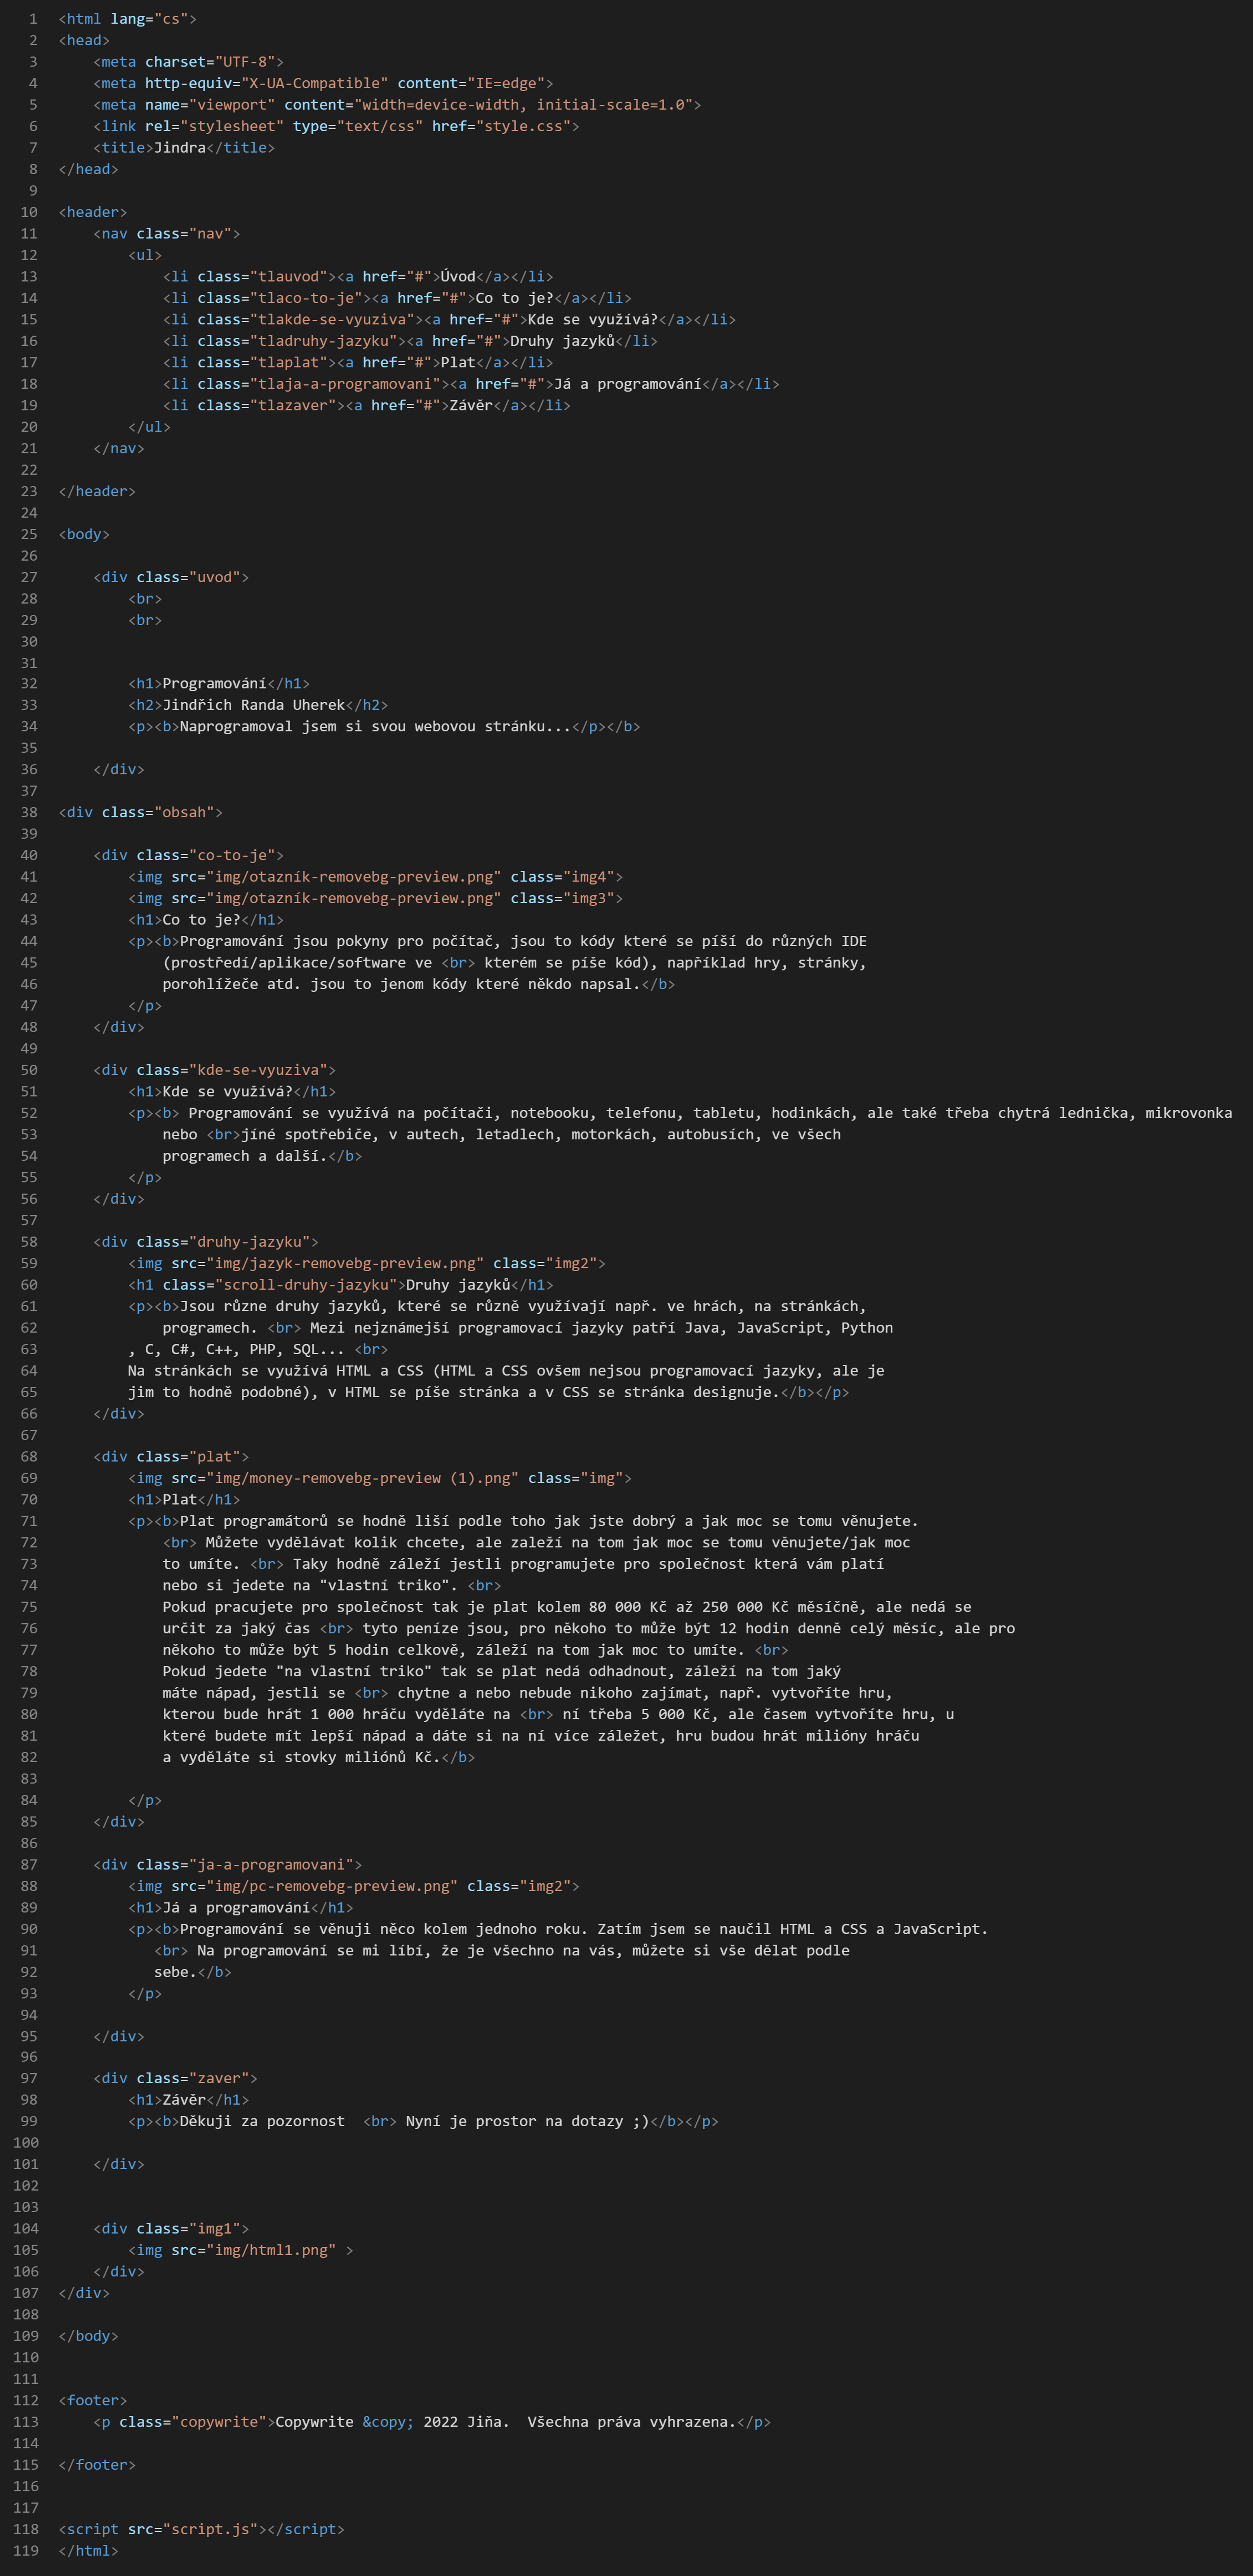 1 <html lang="cs">
2 <head>
3     <meta charset="UTF-8">
4     <meta http-equiv="X-UA-Compatible" content="IE=edge">
5     <meta name="viewport" content="width=device-width, initial-scale=1.0">
6     <link rel="stylesheet" type="text/css" href="style.css">
7     <title>Jindra</title>
8 </head>
9
10 <header>
11     <nav class="nav">
12         <ul>
13             <li class="tlauvod"><a href="#">Úvod</a></li>
14             <li class="tlaco-to-je"><a href="#">Co to je?</a></li>
15             <li class="tlakde-se-vyuziva"><a href="#">Kde se využívá?</a></li>
16             <li class="tladruhy-jazyku"><a href="#">Druhy jazyků</li>
17             <li class="tlaplat"><a href="#">Plat</a></li>
18             <li class="tlaja-a-programovani"><a href="#">Já a programování</a></li>
19             <li class="tlazaver"><a href="#">Závěr</a></li>
20         </ul>
21     </nav>
22
23 </header>
24
25 <body>
26
27     <div class="uvod">
28         <br>
29         <br>
30
31
32         <h1>Programování</h1>
33         <h2>Jindřich Randa Uherek</h2>
34         <p><b>Naprogramoval jsem si svou webovou stránku...</p></b>
35
36     </div>
37
38 <div class="obsah">
39
40     <div class="co-to-je">
41         <img src="img/otazník-removebg-preview.png" class="img4">
42         <img src="img/otazník-removebg-preview.png" class="img3">
43         <h1>Co to je?</h1>
44         <p><b>Programování jsou pokyny pro počítač, jsou to kódy které se píší do různých IDE
45             (prostředí/aplikace/software ve <br> kterém se píše kód), například hry, stránky,
46             porohlížeče atd. jsou to jenom kódy které někdo napsal.</b>
47         </p>
48     </div>
49
50     <div class="kde-se-vyuziva">
51         <h1>Kde se využívá?</h1>
52         <p><b> Programování se využívá na počítači, notebooku, telefonu, tabletu, hodinkách, ale také třeba chytrá lednička, mikrovonka
53             nebo <br>jíné spotřebiče, v autech, letadlech, motorkách, autobusích, ve všech
54             programech a další.</b>
55         </p>
56     </div>
57
58     <div class="druhy-jazyku">
59         <img src="img/jazyk-removebg-preview.png" class="img2">
60         <h1 class="scroll-druhy-jazyku">Druhy jazyků</h1>
61         <p><b>Jsou různe druhy jazyků, které se různě využívají např. ve hrách, na stránkách,
62             programech. <br> Mezi nejznámejší programovací jazyky patří Java, JavaScript, Python
63         , C, C#, C++, PHP, SQL... <br>
64         Na stránkách se využívá HTML a CSS (HTML a CSS ovšem nejsou programovací jazyky, ale je
65         jim to hodně podobné), v HTML se píše stránka a v CSS se stránka designuje.</b></p>
66     </div>
67
68     <div class="plat">
69         <img src="img/money-removebg-preview (1).png" class="img">
70         <h1>Plat</h1>
71         <p><b>Plat programátorů se hodně liší podle toho jak jste dobrý a jak moc se tomu věnujete.
72             <br> Můžete vydělávat kolik chcete, ale zaleží na tom jak moc se tomu věnujete/jak moc
73             to umíte. <br> Taky hodně záleží jestli programujete pro společnost která vám platí
74             nebo si jedete na "vlastní triko". <br>
75             Pokud pracujete pro společnost tak je plat kolem 80 000 Kč až 250 000 Kč měsíčně, ale nedá se
76             určit za jaký čas <br> tyto peníze jsou, pro někoho to může být 12 hodin denně celý měsíc, ale pro
77             někoho to může být 5 hodin celkově, záleží na tom jak moc to umíte. <br>
78             Pokud jedete "na vlastní triko" tak se plat nedá odhadnout, záleží na tom jaký
79             máte nápad, jestli se <br> chytne a nebo nebude nikoho zajímat, např. vytvoříte hru,
80             kterou bude hrát 1 000 hráču vyděláte na <br> ní třeba 5 000 Kč, ale časem vytvoříte hru, u
81             které budete mít lepší nápad a dáte si na ní více záležet, hru budou hrát milióny hráču
82             a vyděláte si stovky miliónů Kč.</b>
83
84         </p>
85     </div>
86
87     <div class="ja-a-programovani">
88         <img src="img/pc-removebg-preview.png" class="img2">
89         <h1>Já a programování</h1>
90         <p><b>Programování se věnuji něco kolem jednoho roku. Zatím jsem se naučil HTML a CSS a JavaScript.
91            <br> Na programování se mi líbí, že je všechno na vás, můžete si vše dělat podle
92            sebe.</b>
93         </p>
94
95     </div>
96
97     <div class="zaver">
98         <h1>Závěr</h1>
99         <p><b>Děkuji za pozornost  <br> Nyní je prostor na dotazy ;)</b></p>
100
101     </div>
102
103
104     <div class="img1">
105         <img src="img/html1.png" >
106     </div>
107 </div>
108
109 </body>
110
111
112 <footer>
113     <p class="copywrite">Copywrite &copy; 2022 Jiňa.  Všechna práva vyhrazena.</p>
114
115 </footer>
116
117
118 <script src="script.js"></script>
119 </html>